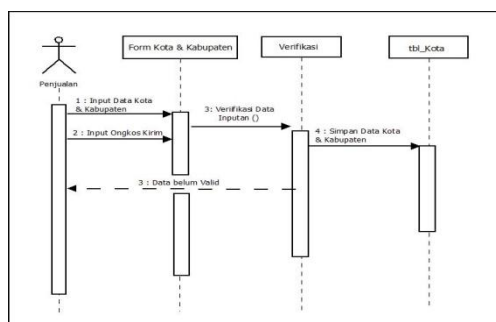 Form Kota & Kabupaten
Verifikasi
tbl_Kota
Penjualan
1 : Input Data Kota
& Kabupaten
3: Verifikasi Data
Inputan ()
2 : Input Ongkos Kirim
4 : Simpan Data Kota
& Kabupaten
3 : Data belum Valid